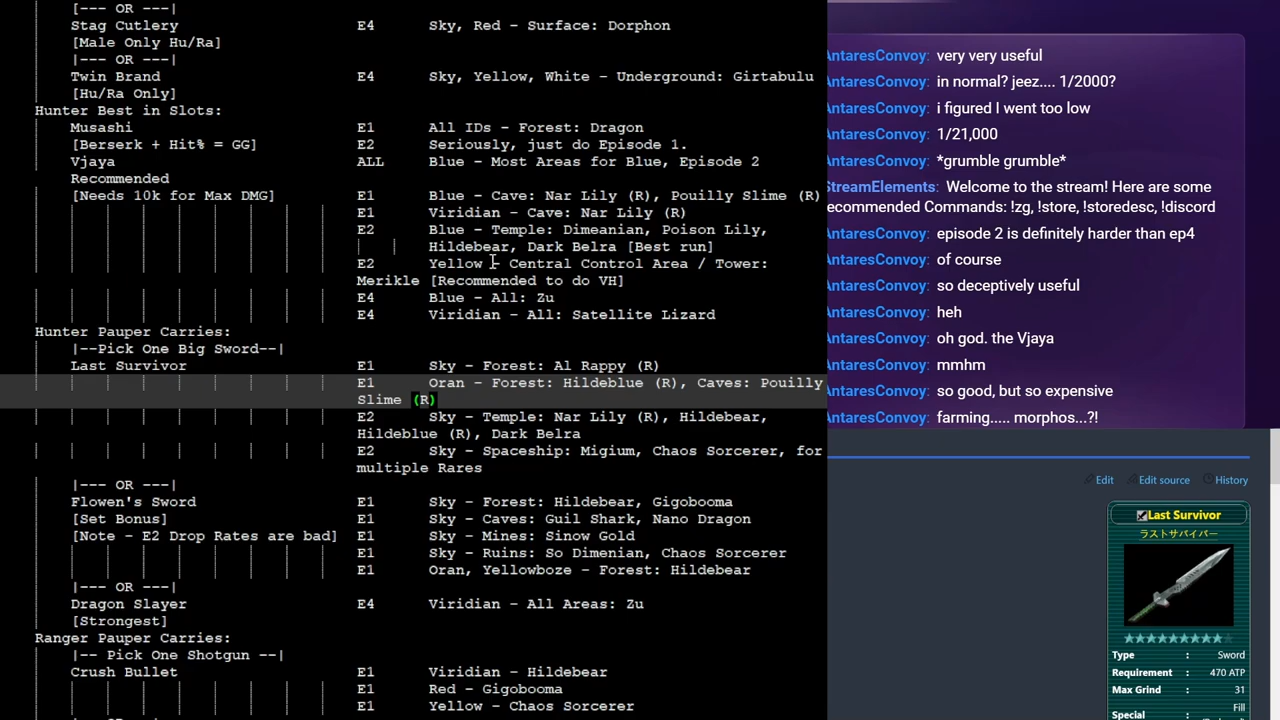 [--- OR ---|
Stag Cutlery E4 Sky, Red - Surface: Dorphon
[Male Only Hu/Ra]
|--- OR ---|
Twin Brand E4 Sky, Yellow, White - Underground: Girtabulu
[Hu/Ra Only]
Hunter Best in Slots:
Musashi E1 All IDs - Forest: Dragon
[Berserk + Hit% = GG] E2 Seriously, just do Episode 1.
Vjaya ALL Blue - Most Areas for Blue, Episode 2
Recommended
[Needs 10k for Max DMG] E1 Blue - Cave: Nar Lily (R), Pouilly Slime (R)
E1 Viridian - Cave: Nar Lily (R)
E2 Blue - Temple: Dimeanian, Poison Lily,
Hildebear, Dark Belra [Best run]
E2 Yellow - Central Control Area / Tower:
Merikle [Recommended to do VH]
E4 Blue - All: Zu
E4 Viridian - All: Satellite Lizard
Hunter Pauper Carries:
|--Pick One Big Sword--|
Last Survivor E1 Sky - Forest: Al Rappy (R)
E1 Oran - Forest: Hildeblue (R), Caves: Pouilly
Slime (R)
E2 Sky - Temple: Nar Lily (R), Hildebear,
Hildeblue (R), Dark Belra
E2 Sky - Spaceship: Migium, Chaos Sorcerer, for
multiple Rares
|--- OR ---|
Flowen's Sword E1 Sky - Forest: Hildebear, Gigobooma
[Set Bonus] E1 Sky - Caves: Guil Shark, Nano Dragon
[Note - E2 Drop Rates are bad] E1 Sky - Mines: Sinow Gold
E1 Sky - Ruins: So Dimenian, Chaos Sorcerer
E1 Oran, Yellowboze - Forest: Hildebear
|--- OR ---|
Dragon Slayer E4 Viridian - All Areas: Zu
[Strongest]
Ranger Pauper Carries:
|-- Pick One Shotgun --|
Crush Bullet E1 Viridian - Hildebear
E1 Red - Gigobooma
E1 Yellow - Chaos Sorcerer
AntaresConvoy: very very useful
AntaresConvoy: in normal? jeez.... 1/2000?
AntaresConvoy: i figured I went too low
AntaresConvoy: 1/21,000
AntaresConvoy: *grumble grumble*
StreamElements: Welcome to the stream! Here are some
ecommended Commands: !zg, !store, !storedesc, !discord
AntaresConvoy: episode 2 is definitely harder than ep4
AntaresConvoy: of course
AntaresConvoy: so deceptively useful
AntaresConvoy: heh
AntaresConvoy: oh god. the Vjaya
AntaresConvoy: mmhm
AntaresConvoy: so good, but so expensive
AntaresConvoy: farming..... morphos...?!
Edit Edit source History
Last Survivor
ラストサバイバー
Type : Sword
Requirement : 470 ATP
Max Grind : 31
Fill
Special :